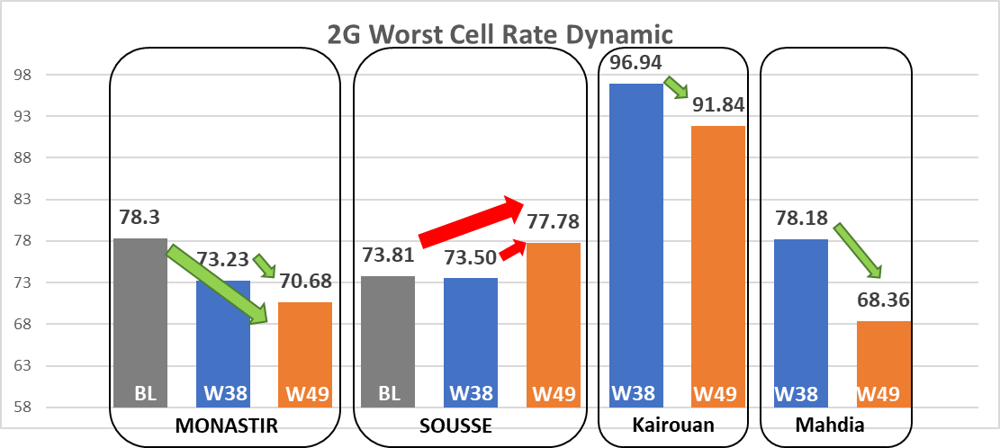 2G Worst Cell Rate Dynamic
98
93
88
83
78
73
68
63
58
78.3
73.23
70.68
BL
W38
W49
MONASTIR
73.81
73.50
77.78
BL
W38
W49
SOUSSE
96.94
91.84
W38
W49
Kairouan
78.18
68.36
W38
W49
Mahdia